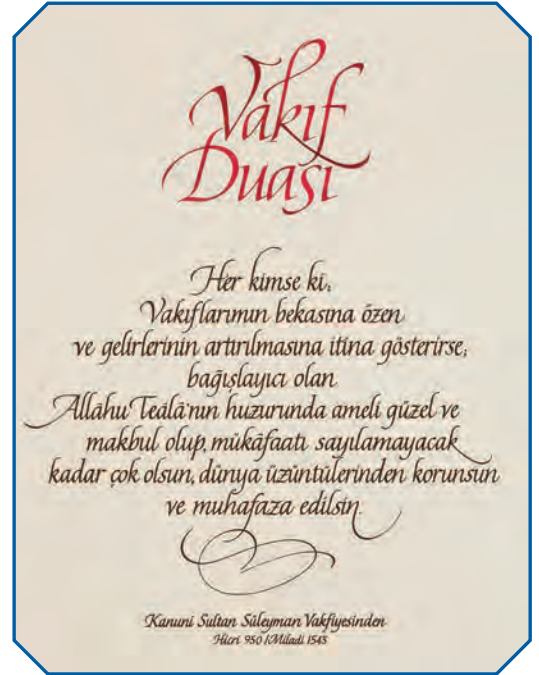 Vakıf
Duası
Her kimse ki;
Vakıflarımın bekasına özen
ve gelirlerinin artırılmasına itina gösterirse,
bağışlayıcı olan
Allâhu Teâlâ'nın huzurunda ameli güzel ve
makbul olup, mükâfaatı sayılamayacak
kadar çok olsun, dünya üzüntülerinden korunsun
ve muhafaza edilsin.
Kanuni Sultan Süleyman Vakfiyesinden
Hicri 950 / Miladi 1543